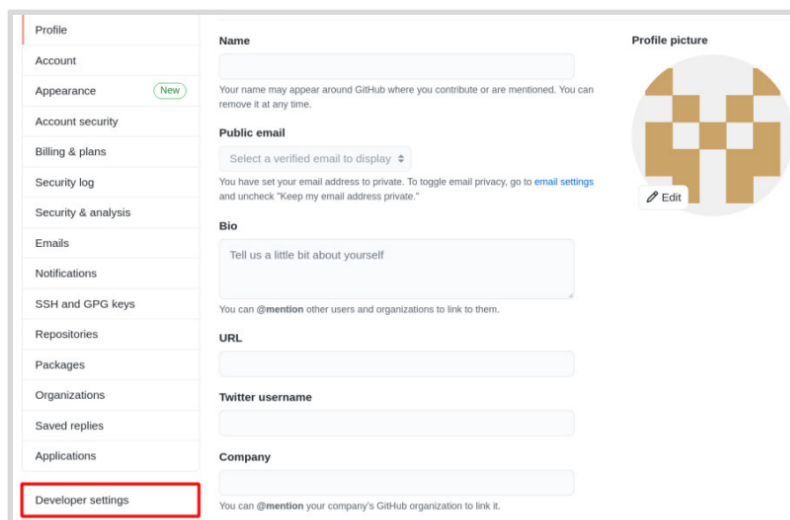 Profile
Account
Appearance New
Account security
Billing & plans
Security log
Security & analysis
Emails
Notifications
SSH and GPG keys
Repositories
Packages
Organizations
Saved replies
Applications
Developer settings
Name
Your name may appear around GitHub where you contribute or are mentioned. You can
remove it at any time.
Public email
Select a verified email to display
You have set your email address to private. To toggle email privacy, go to email settings
and uncheck "Keep my email address private."
Bio
Tell us a little bit about yourself
You can @mention other users and organizations to link to them.
URL
Twitter username
Company
You can @mention your company's GitHub organization to link it.
Profile picture
Edit